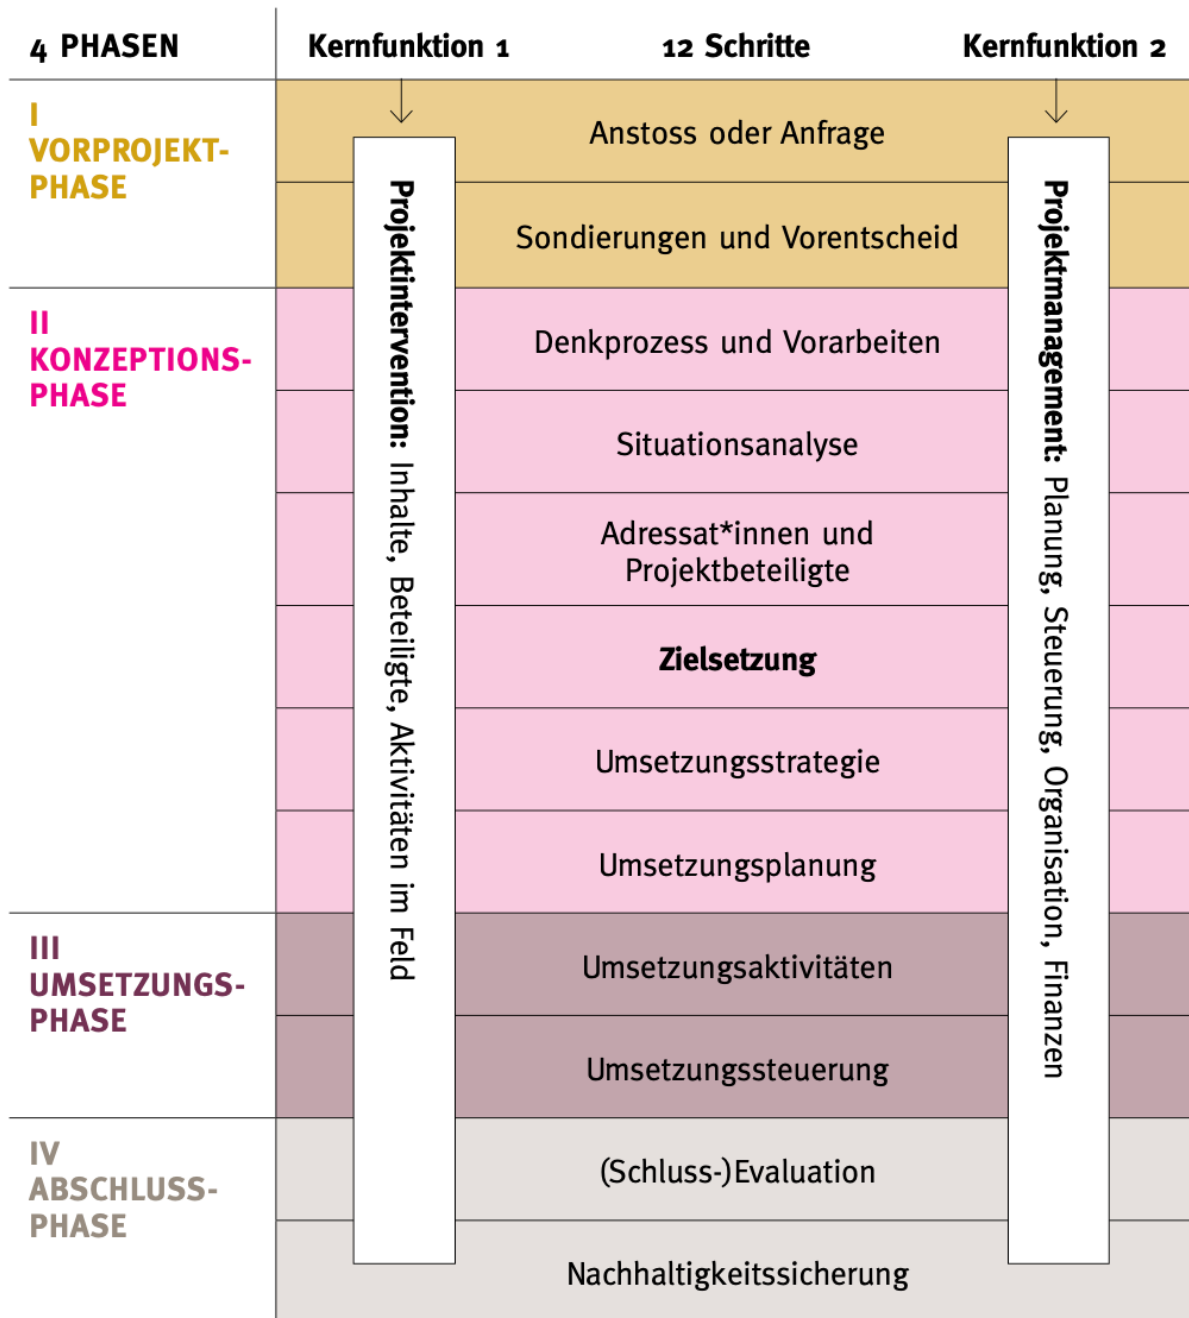 4 PHASEN
Kernfunktion 1
12 Schritte
Kernfunktion 2
I
VORPROJEKT-
PHASE
Anstoss oder Anfrage
Sondierungen und Vorentscheid
II
KONZEPTIONS-
PHASE
Denkprozess und Vorarbeiten
Situationsanalyse
Adressat*innen und
Projektbeteiligte
Zielsetzung
Umsetzungsstrategie
Umsetzungsplanung
III
UMSETZUNGS-
PHASE
Umsetzungsaktivitäten
Umsetzungssteuerung
IV
ABSCHLUSS-
PHASE
(Schluss-)Evaluation
Nachhaltigkeitssicherung
Projektintervention: Inhalte, Beteiligte, Aktivitäten im Feld
Projektmanagement: Planung, Steuerung, Organisation, Finanzen